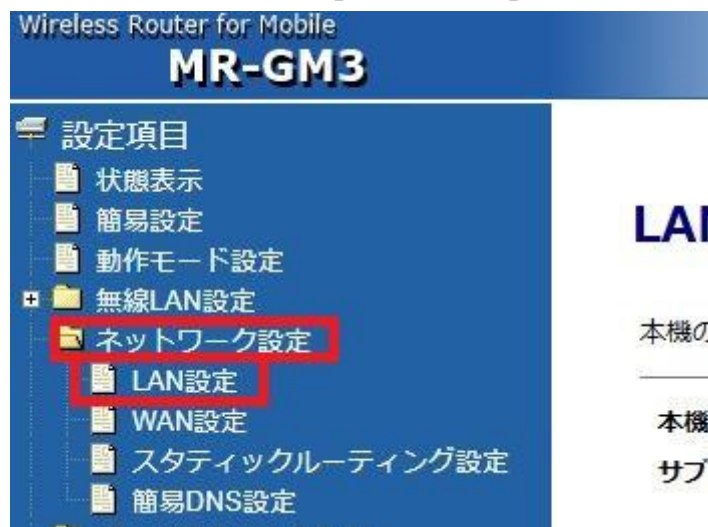 Wireless Router for Mobile
MR-GM3
設定項目
状態表示
簡易設定
動作モード設定
無線LAN設定
ネットワーク設定
LAN設定
WAN設定
スタティックルーティング設定
簡易DNS設定
LA
本機の
本機
サブ